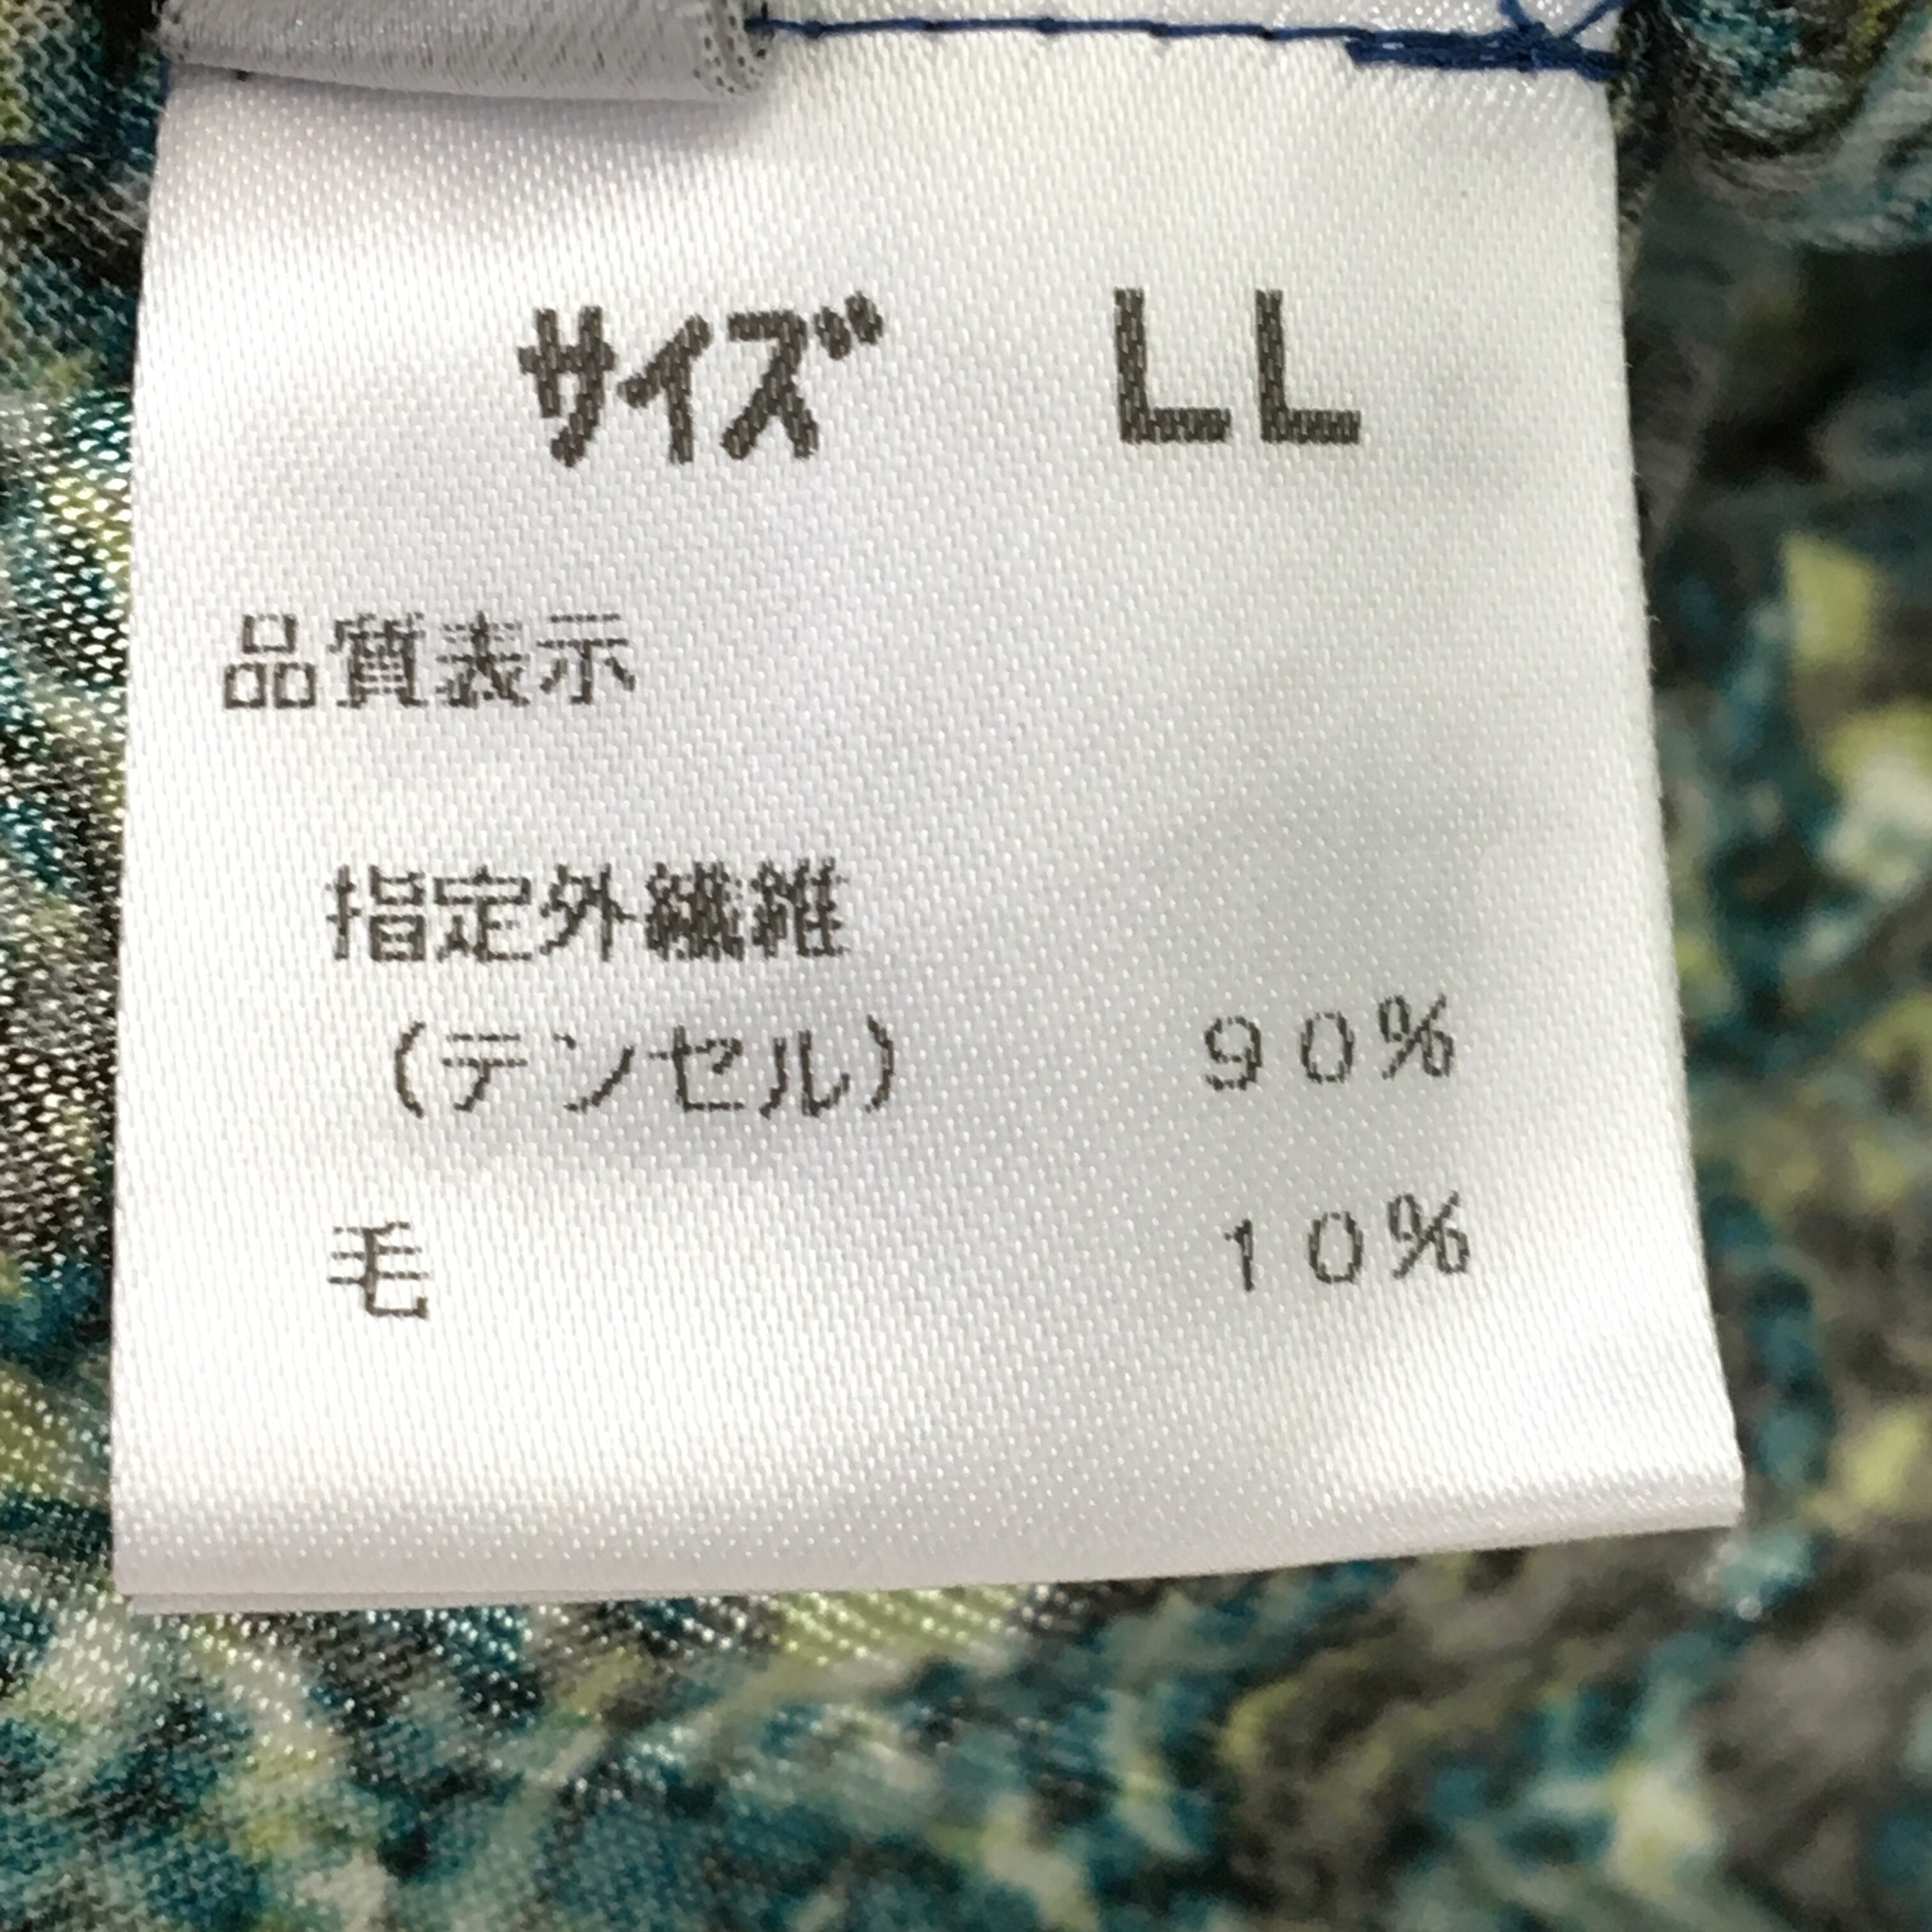 サイズ LL
品質表示
指定外繊維
(テンセル) 90%
毛 10%